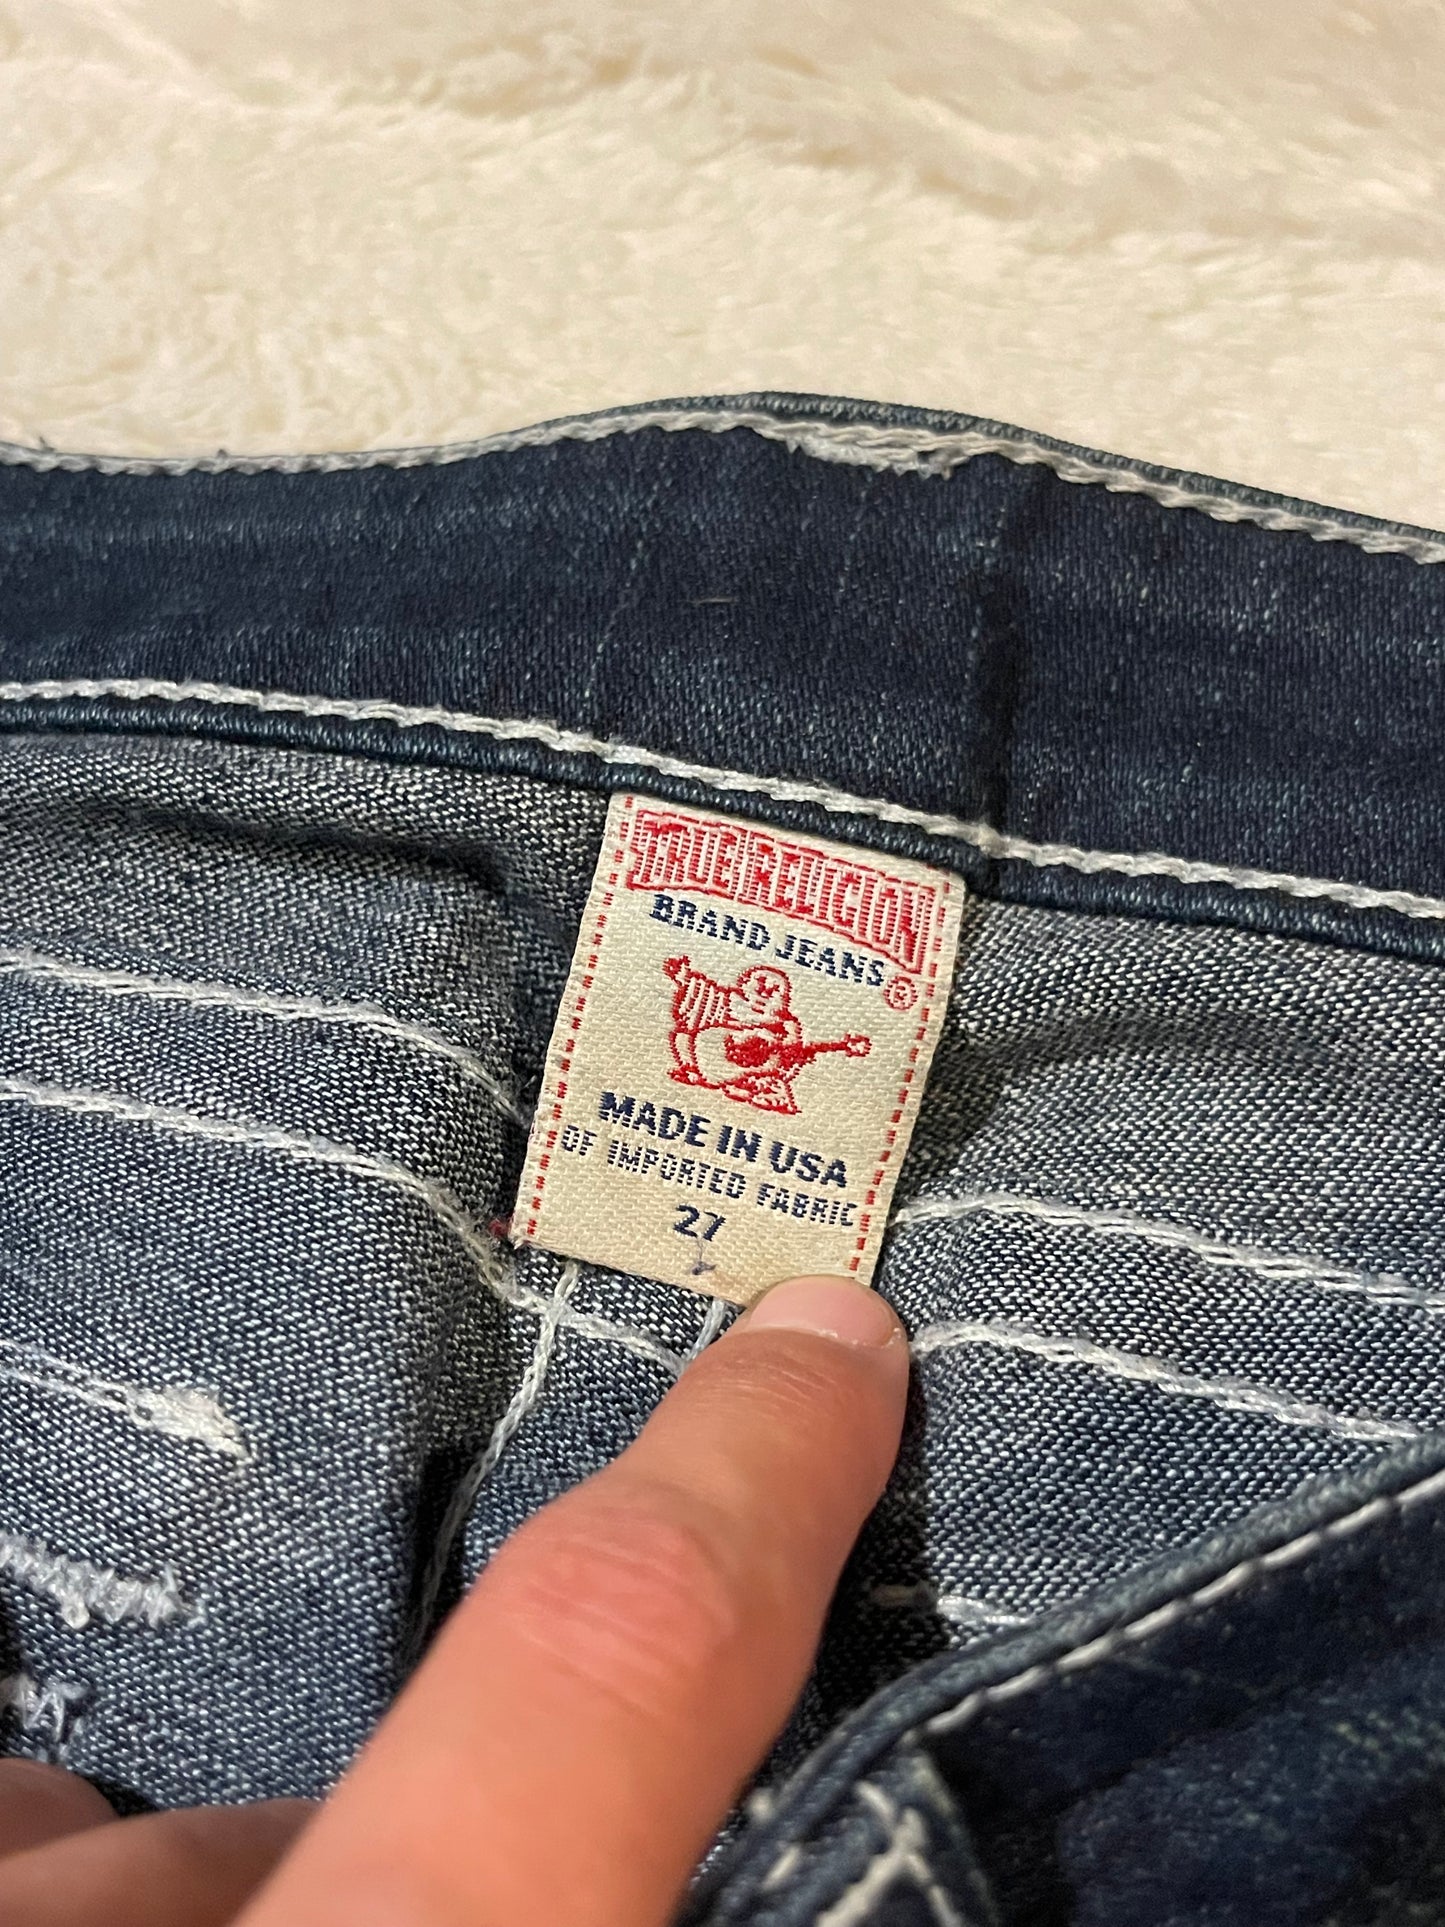 TRUE RELIGION
BRAND JEANS®
MADE IN USA
OF IMPORTED FABRIC
27